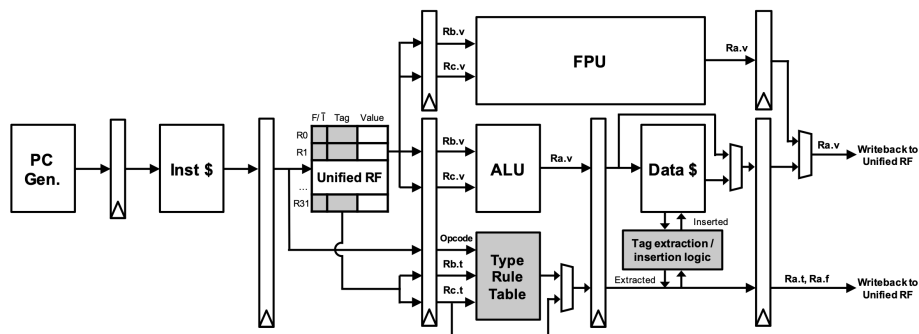 Rb.v
Rc.v
FPU
Ra.v
F/Ī Tag Value
R0
R1
Unified RF
...
R31
PC
Gen.
Inst $
Rb.v
Rc.v
ALU
Ra.v
Data $
Ra.v
Writeback to
Unified RF
Inserted
Tag extraction /
insertion logic
Extracted
Opcode
Rb.t
Rc.t
Type
Rule
Table
Ra.t, Ra.f
Writeback to
Unified RF